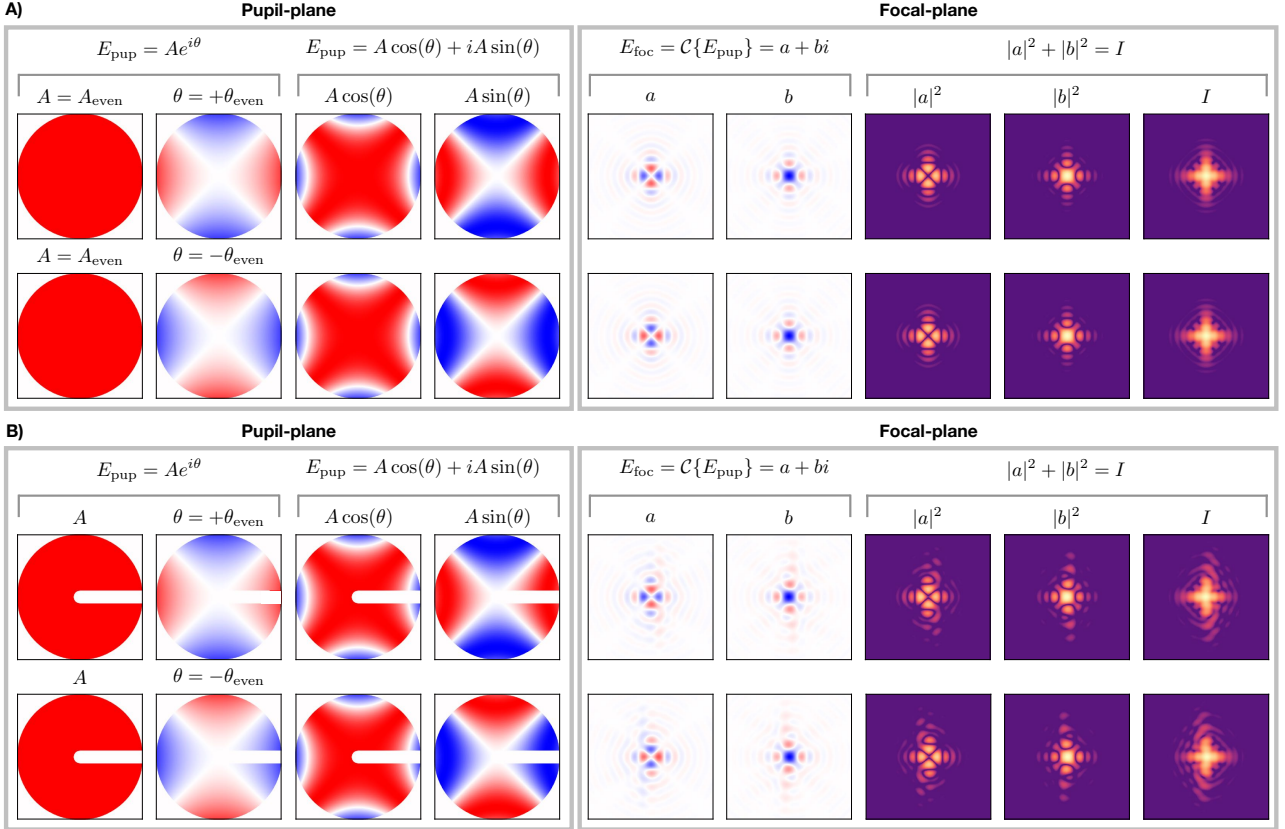 A)
Pupil-plane
Focal-plane
E_pup = Ae^{iθ}
E_pup = A cos(θ) + iA sin(θ)
E_foc = 𝒞{E_pup} = a + bi
|a|² + |b|² = I
A = A_even
θ = +θ_even
A cos(θ)
A sin(θ)
a
b
|a|²
|b|²
I
A = A_even
θ = −θ_even
B)
Pupil-plane
Focal-plane
E_pup = Ae^{iθ}
E_pup = A cos(θ) + iA sin(θ)
E_foc = 𝒞{E_pup} = a + bi
|a|² + |b|² = I
A
θ = +θ_even
A cos(θ)
A sin(θ)
a
b
|a|²
|b|²
I
A
θ = −θ_even